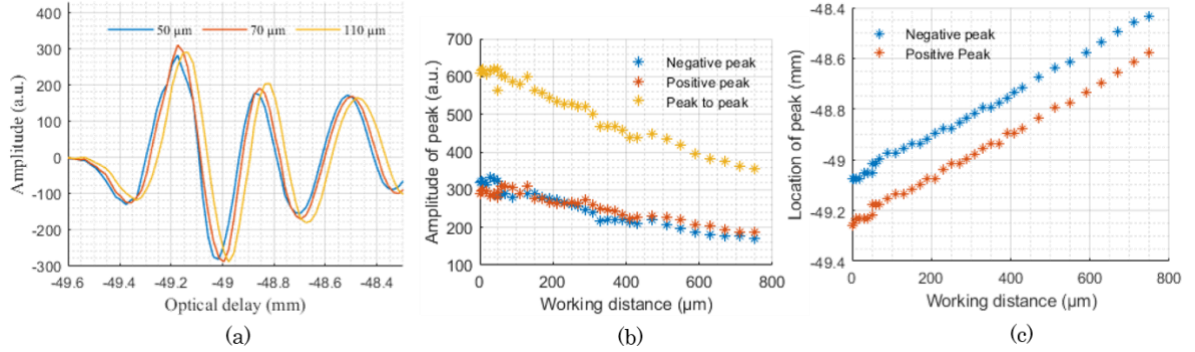 400
300
200
100
0
-100
-200
-300
Amplitude (a.u.)
50 µm 70 µm 110 µm
-49.6 -49.4 -49.2 -49 -48.8 -48.6 -48.4
Optical delay (mm)
(a)
700
600
500
400
300
200
100
Amplitude of peak (a.u.)
Negative peak
Positive peak
Peak to peak
0 200 400 600 800
Working distance (µm)
(b)
-48.4
-48.6
-48.8
-49
-49.2
-49.4
Location of peak (mm)
Negative peak
Positive Peak
0 200 400 600 800
Working distance (µm)
(c)